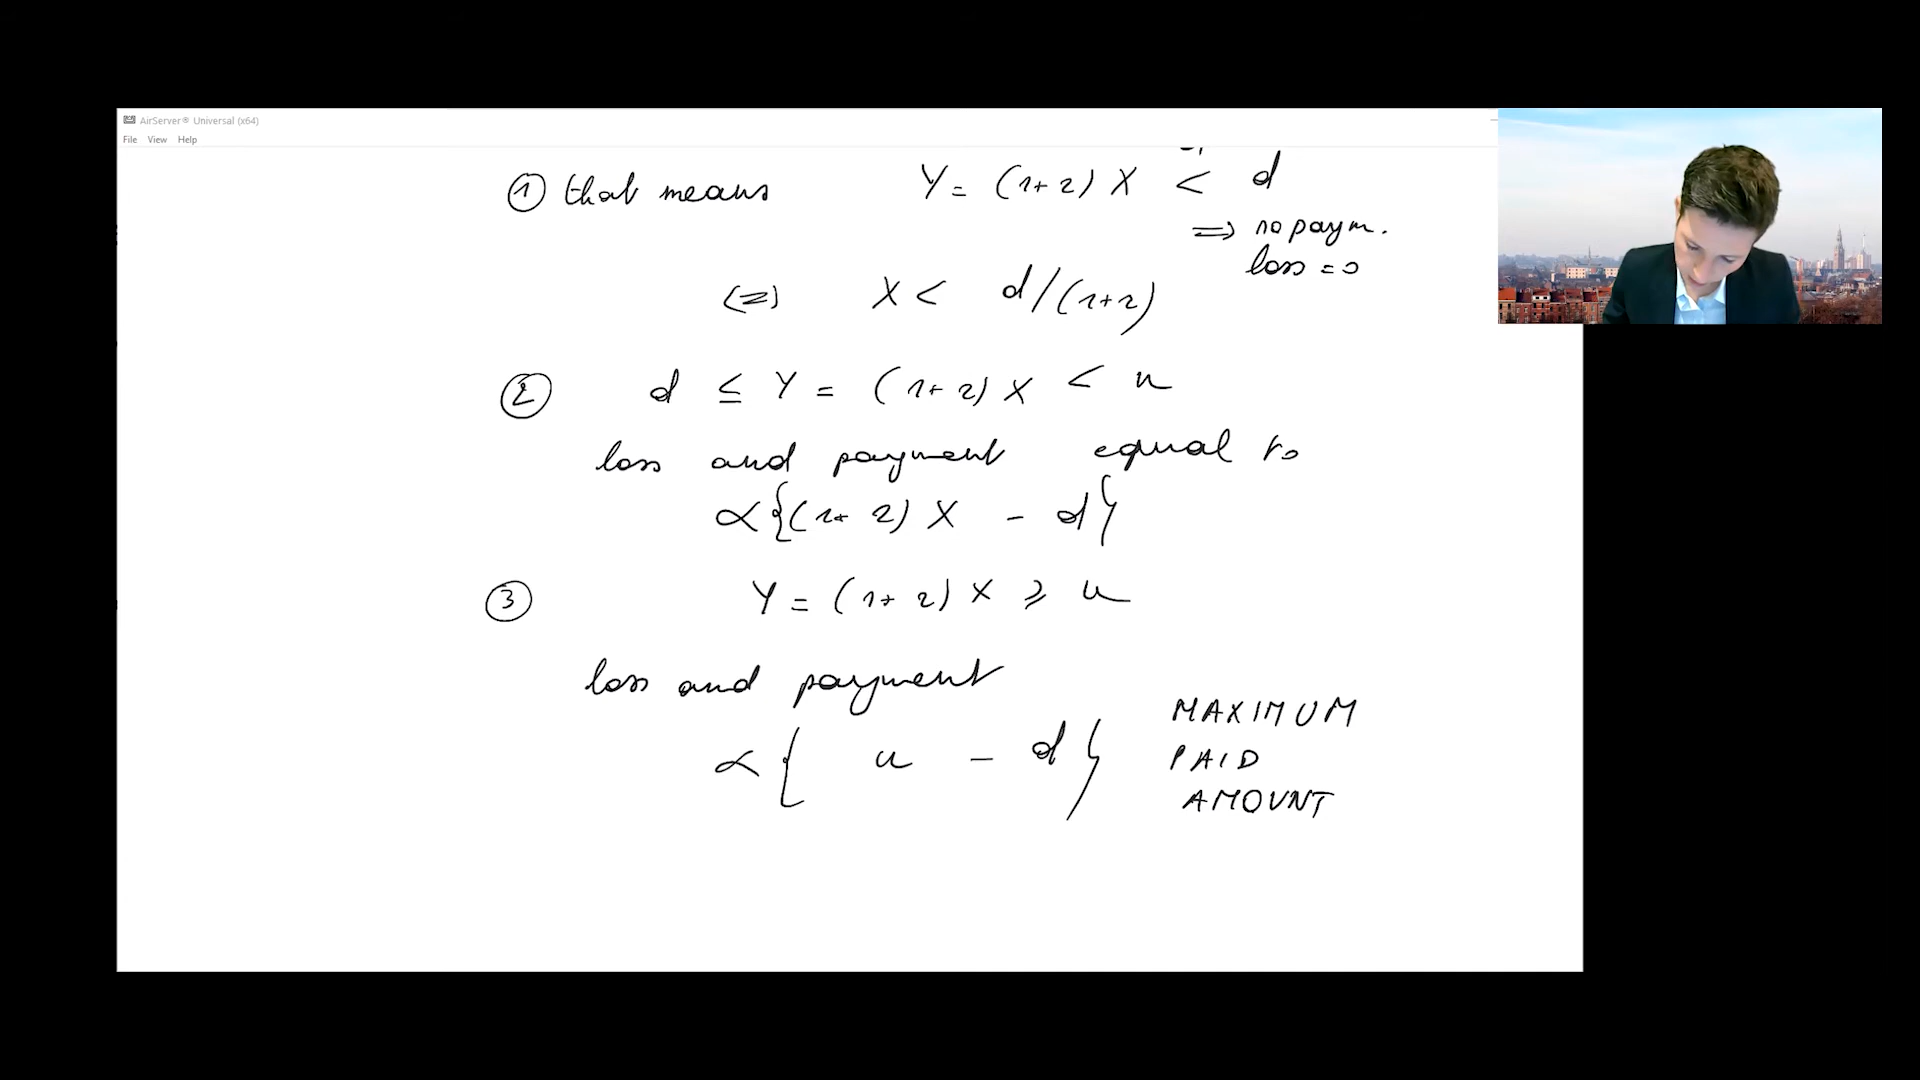 AirServer® Universal (x64)
File View Help
① that means Y = (1+r) X < d
⇒ no paym.
loss = 0
⇔ X < d/(1+r)
② d ≤ Y = (1+r) X < u
loss and payment equal to
α{(1+r) X - d}
③ Y = (1+r) X ≥ u
loss and payment
α{ u - d}
MAXIMUM
PAID
AMOUNT